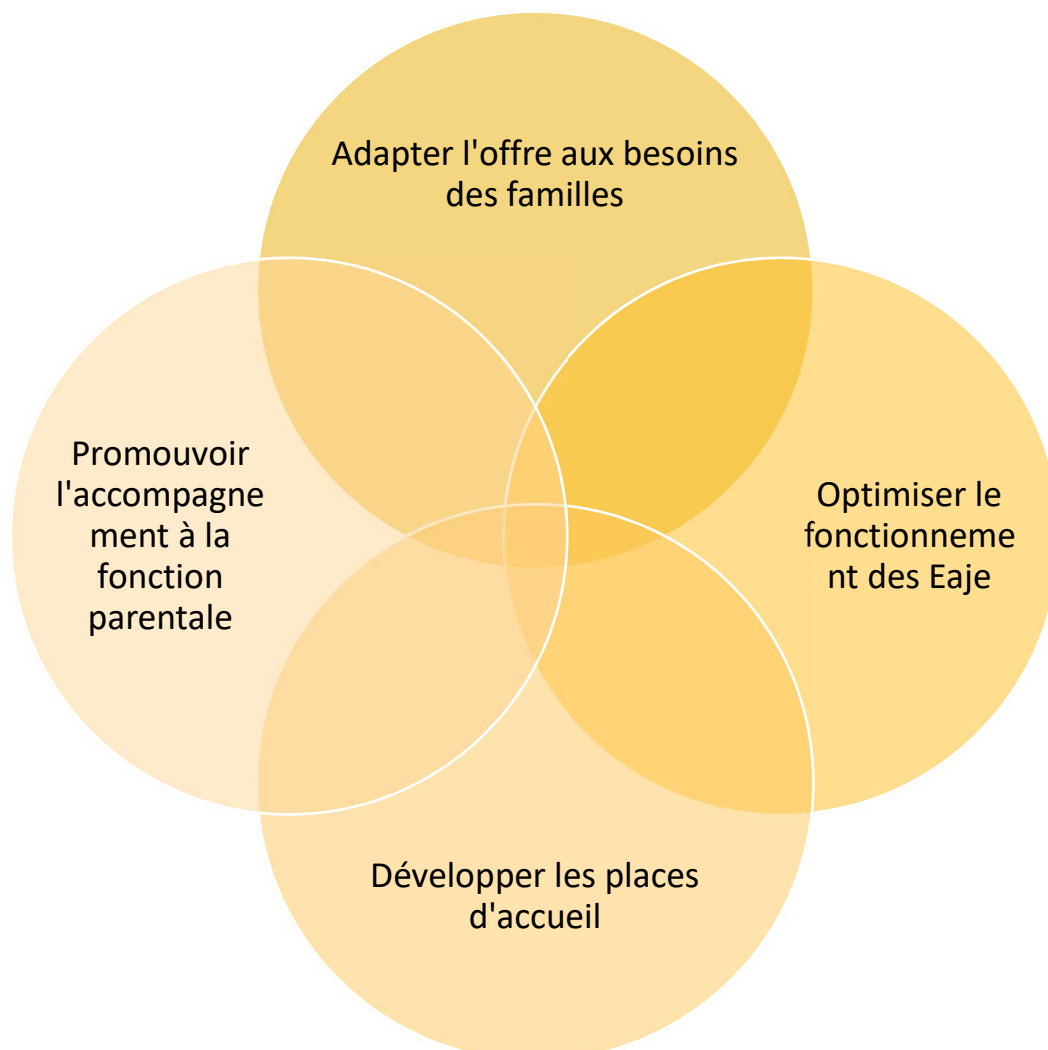 Adapter l'offre aux besoins
des familles
Promouvoir
l'accompagne
ment à la
fonction
parentale
Optimiser le
fonctionneme
nt des Eaje
Développer les places
d'accueil